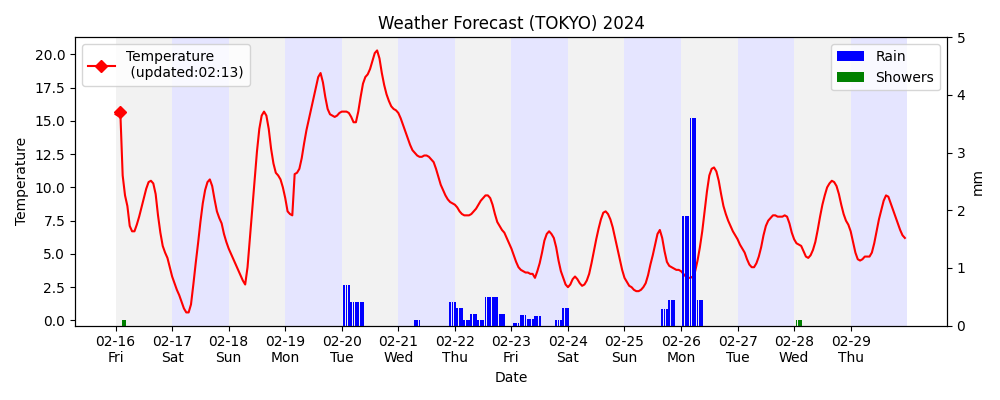 Weather Forecast (TOKYO) 2024
Temperature
(updated:02:13)
Rain
Showers
Temperature
20.0
17.5
15.0
12.5
10.0
7.5
5.0
2.5
0.0
5
4
3
2
1
0
mm
02-16 02-17 02-18 02-19 02-20 02-21 02-22 02-23 02-24 02-25 02-26 02-27 02-28 02-29
Fri Sat Sun Mon Tue Wed Thu Fri Sat Sun Mon Tue Wed Thu
Date